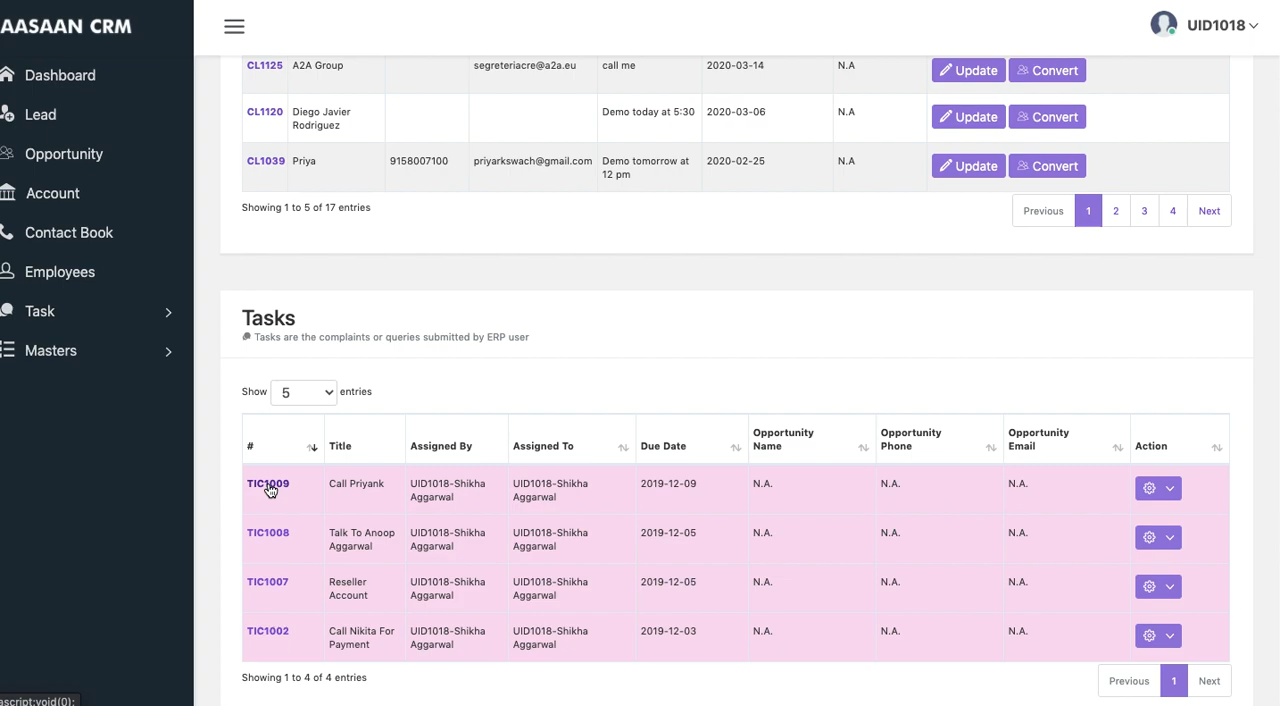 AASAAN CRM
UID1018
Dashboard
Lead
Opportunity
Account
Contact Book
Employees
Task
Masters
CL1125 A2A Group segreteriacre@a2a.eu call me 2020-03-14 N.A Update Convert
CL1120 Diego Javier Demo today at 5:30 2020-03-06 N.A Update Convert
Rodriguez
CL1039 Priya 9158007100 priyarkswach@gmail.com Demo tomorrow at 2020-02-25 N.A Update Convert
12 pm
Showing 1 to 5 of 17 entries
Previous 1 2 3 4 Next
Tasks
Tasks are the complaints or queries submitted by ERP user
Show 5 entries
# Title Assigned By Assigned To Due Date Opportunity Opportunity Opportunity Action
Name Phone Email
TIC1009 Call Priyank UID1018-Shikha UID1018-Shikha 2019-12-09 N.A. N.A. N.A.
Aggarwal Aggarwal
TIC1008 Talk To Anoop UID1018-Shikha UID1018-Shikha 2019-12-05 N.A. N.A. N.A.
Aggarwal Aggarwal Aggarwal
TIC1007 Reseller UID1018-Shikha UID1018-Shikha 2019-12-05 N.A. N.A. N.A.
Account Aggarwal Aggarwal
TIC1002 Call Nikita For UID1018-Shikha UID1018-Shikha 2019-12-03 N.A. N.A. N.A.
Payment Aggarwal Aggarwal
Showing 1 to 4 of 4 entries
Previous 1 Next
ascript:void(0);